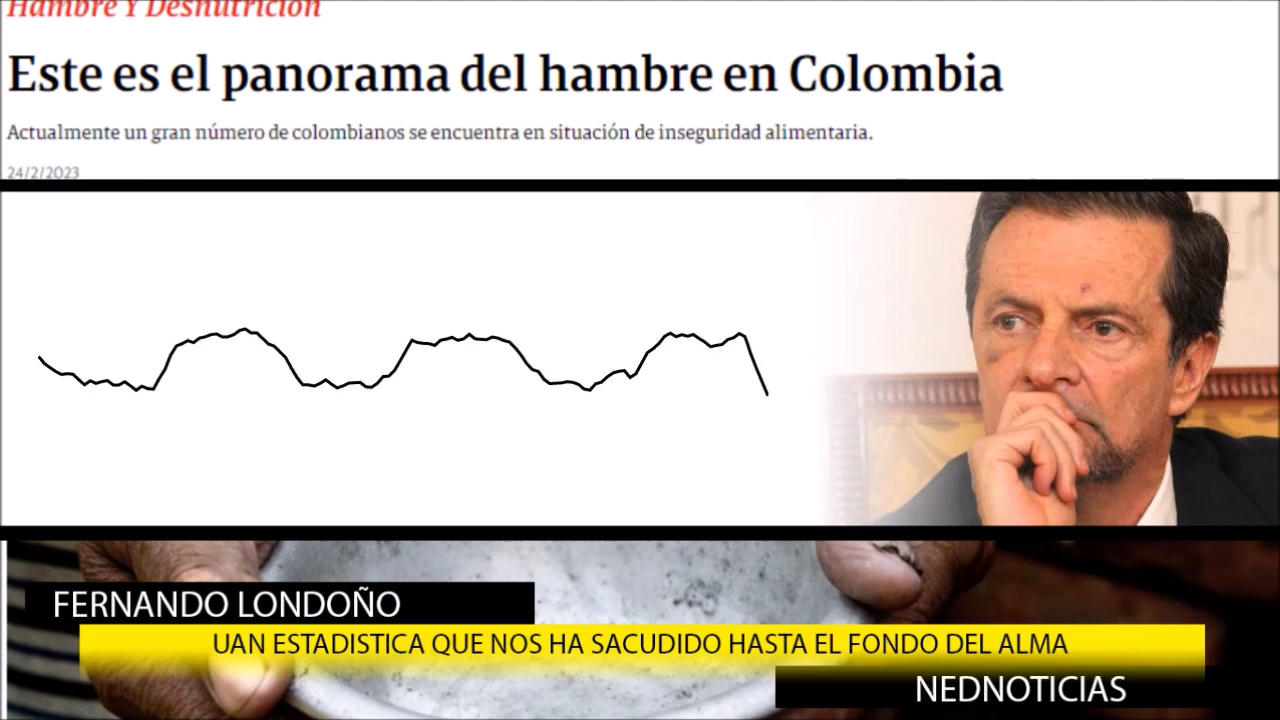 Hambre Y Desnutrición
Este es el panorama del hambre en Colombia
Actualmente un gran número de colombianos se encuentra en situación de inseguridad alimentaria.
24/2/2023
FERNANDO LONDOÑO
UAN ESTADISTICA QUE NOS HA SACUDIDO HASTA EL FONDO DEL ALMA
NEDNOTICIAS